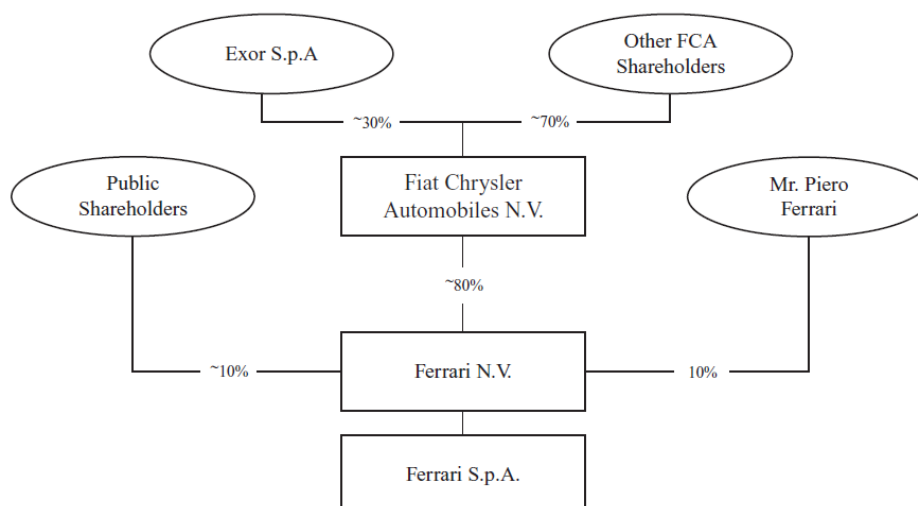 Exor S.p.A
Other FCA
Shareholders
~30%
~70%
Public
Shareholders
Fiat Chrysler
Automobiles N.V.
Mr. Piero
Ferrari
~80%
~10%
Ferrari N.V.
10%
Ferrari S.p.A.